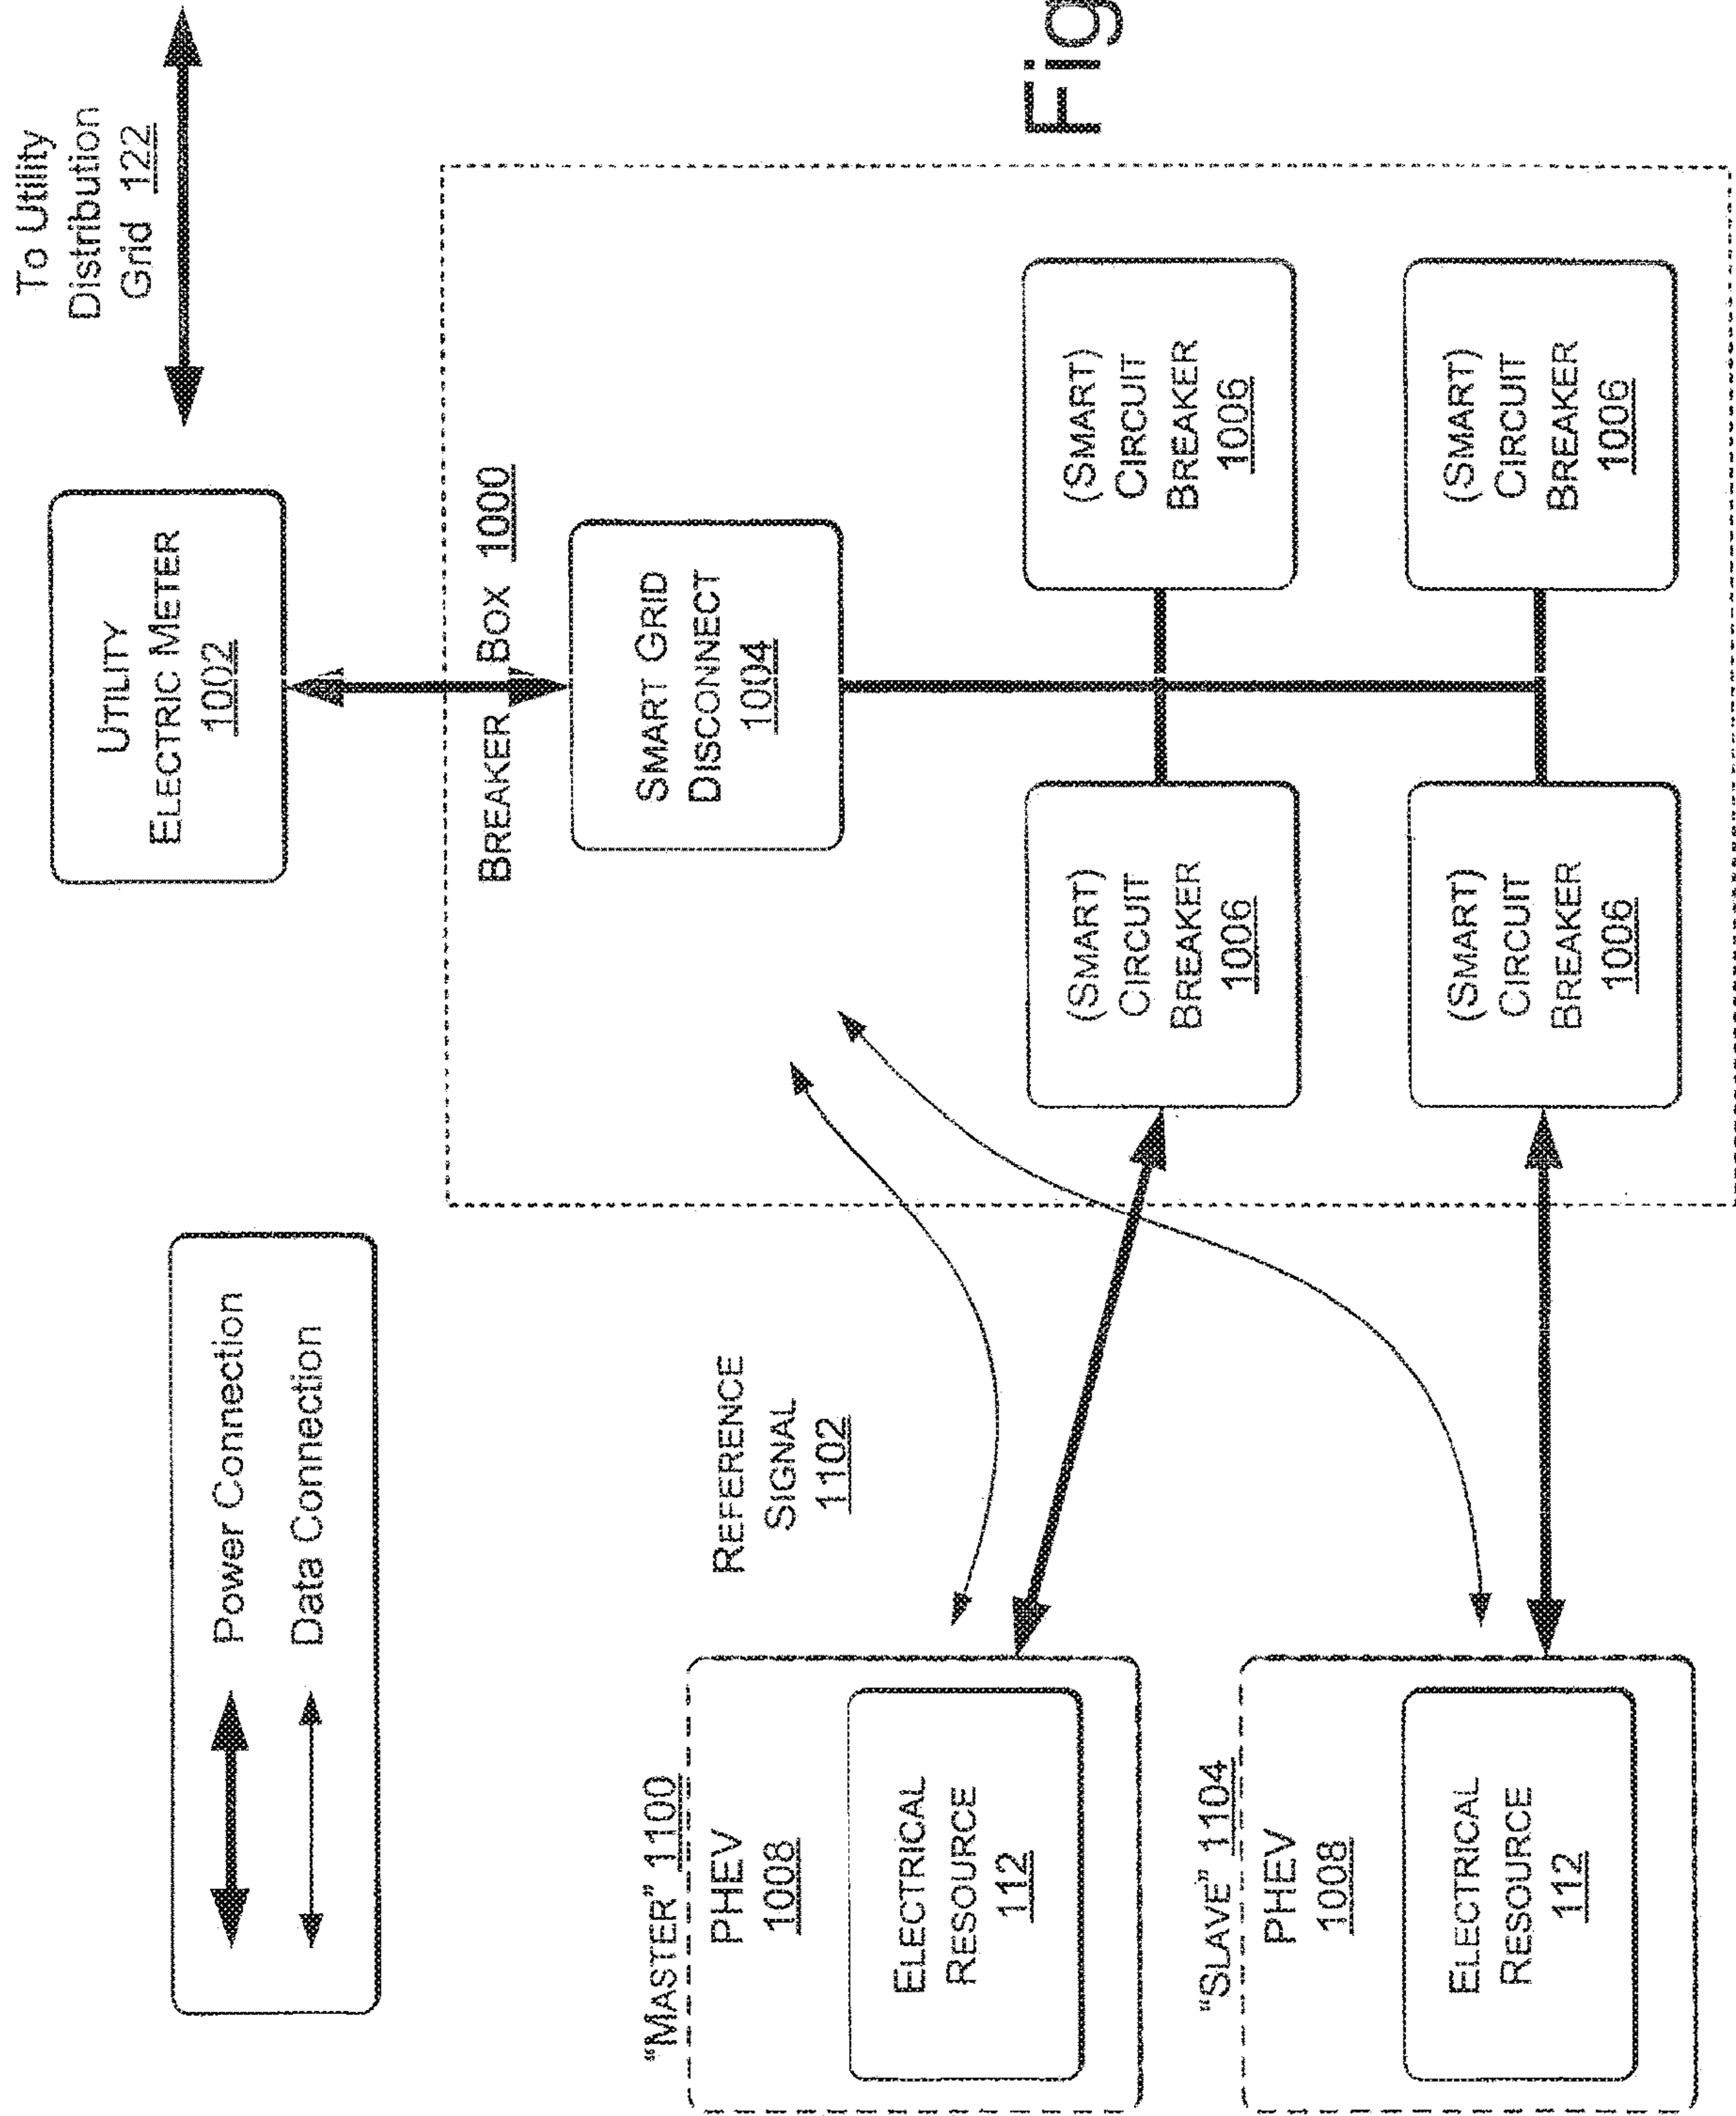 Power Connection
Data Connection
To Utility
Distribution
Grid 122
UTILITY
ELECTRIC METER
1002
BREAKER BOX 1000
SMART GRID
DISCONNECT
1004
"MASTER" 1100
PHEV
1008
ELECTRICAL
RESOURCE
112
REFERENCE
SIGNAL
1102
(SMART)
CIRCUIT
BREAKER
1006
(SMART)
CIRCUIT
BREAKER
1006
"SLAVE" 1104
PHEV
1008
ELECTRICAL
RESOURCE
112
(SMART)
CIRCUIT
BREAKER
1006
(SMART)
CIRCUIT
BREAKER
1006
Fig